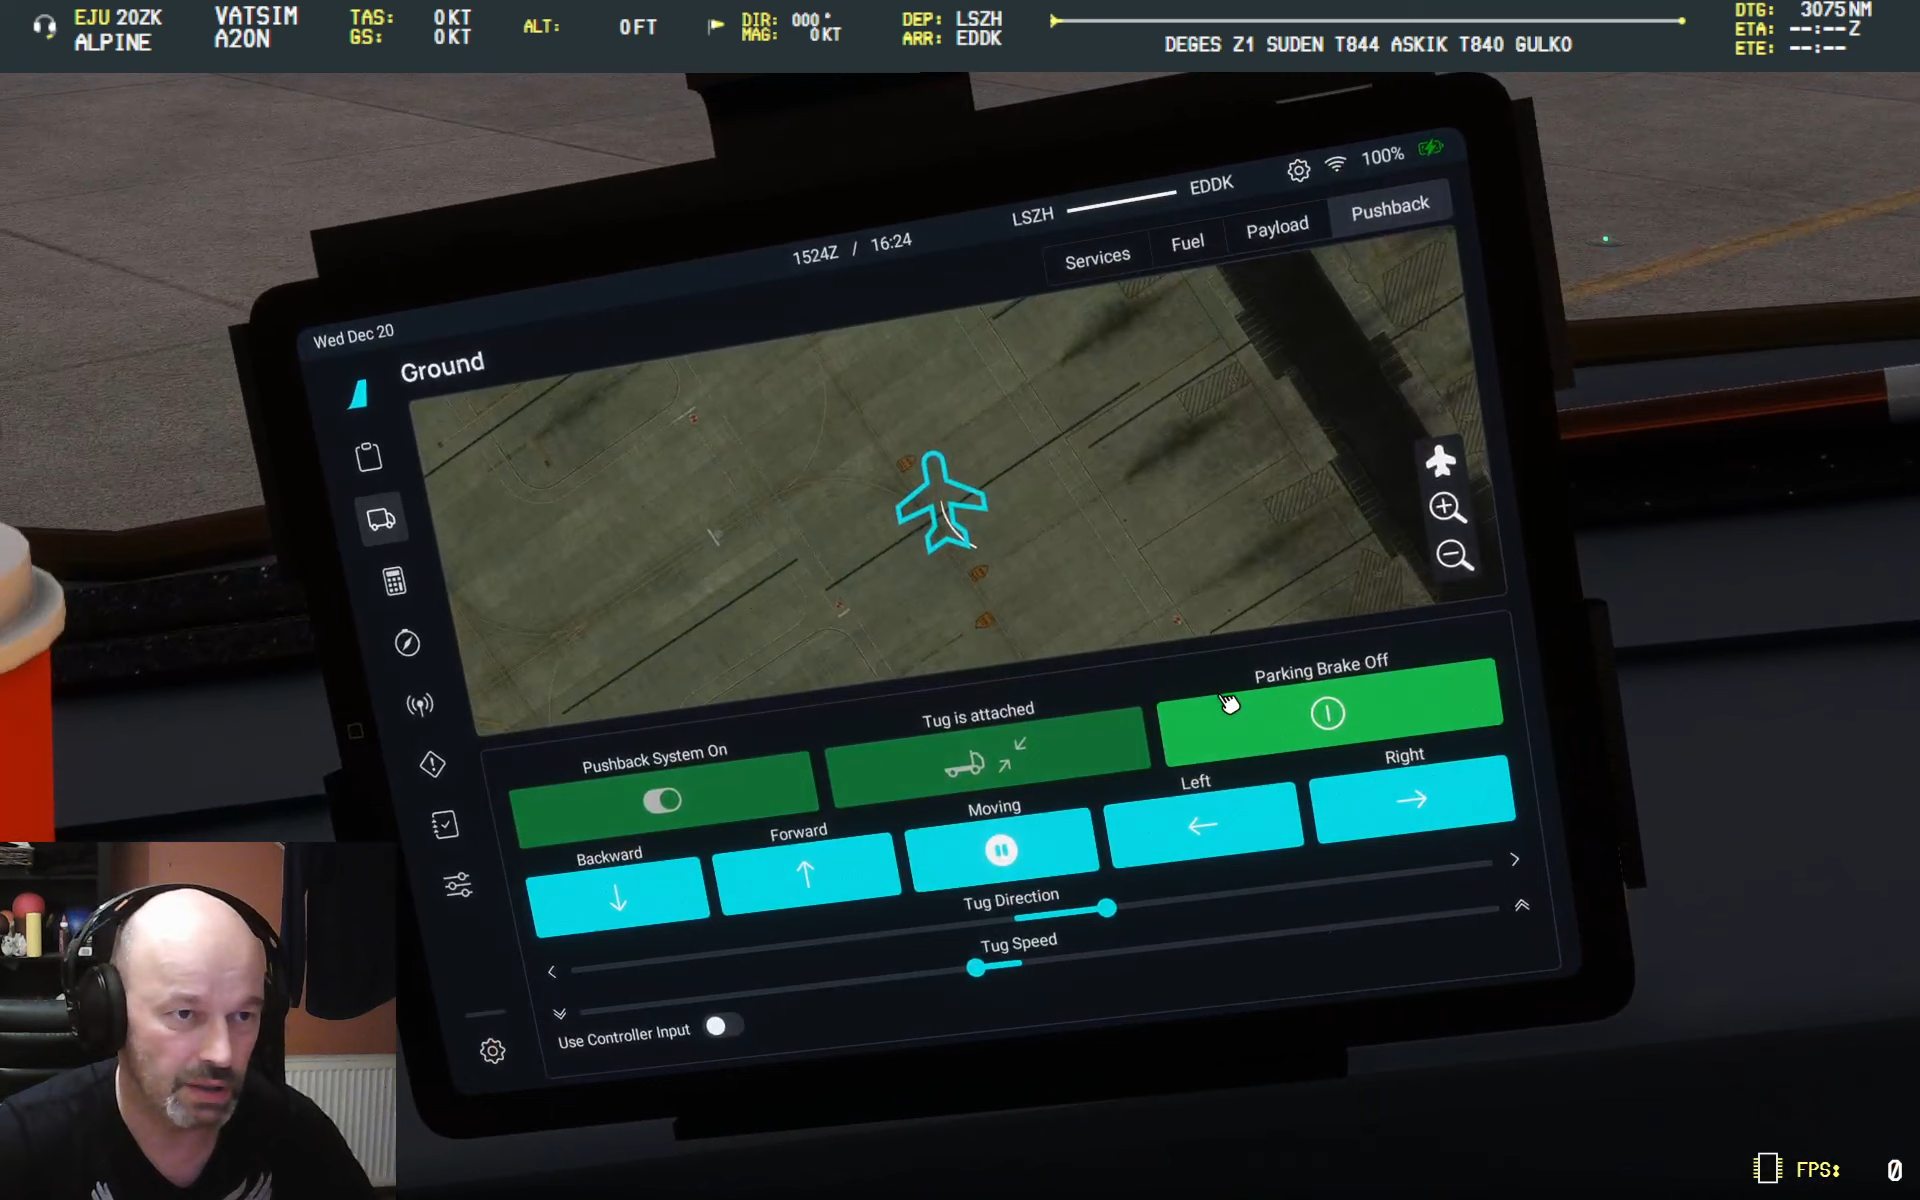 EJU 20ZK
ALPINE
VATSIM
A20N
TAS: 0KT
GS: 0KT
ALT: 0FT
DIR: 000°
MAG: 0KT
DEP: LSZH
ARR: EDDK
DEGES Z1 SUDEN T844 ASKIK T840 GULKO
DTG: 3075NM
ETA: --:--Z
ETE: --:--
Wed Dec 20
1524Z / 16:24
LSZH
EDDK
100%
Ground
Services
Fuel
Payload
Pushback
Pushback System On
Tug is attached
Parking Brake Off
Backward
Forward
Moving
Left
Right
Tug Direction
Tug Speed
Use Controller Input
FPS: 0